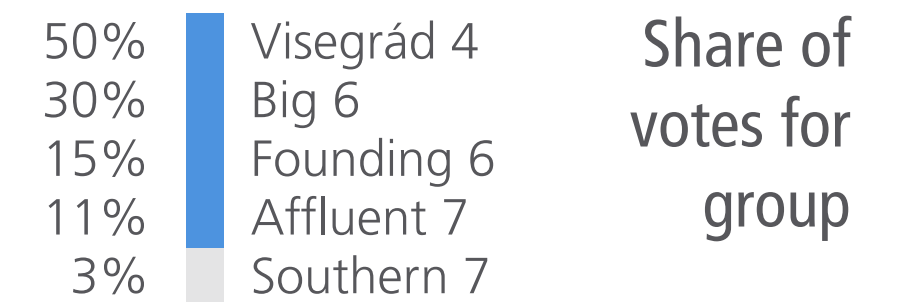 50% Visegrád 4
30% Big 6
15% Founding 6
11% Affluent 7
3% Southern 7
Share of
votes for
group